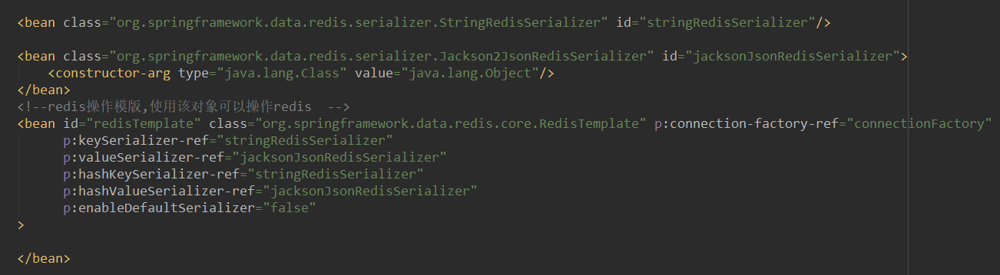 <bean class="org.springframework.data.redis.serializer.StringRedisSerializer" id="stringRedisSerializer"/>
<bean class="org.springframework.data.redis.serializer.Jackson2JsonRedisSerializer" id="jacksonJsonRedisSerializer">
<constructor-arg type="java.lang.Class" value="java.lang.Object"/>
</bean>
<!--redis操作模版,使用该对象可以操作redis  -->
<bean id="redisTemplate" class="org.springframework.data.redis.core.RedisTemplate" p:connection-factory-ref="connectionFactory"
p:keySerializer-ref="stringRedisSerializer"
p:valueSerializer-ref="jacksonJsonRedisSerializer"
p:hashKeySerializer-ref="stringRedisSerializer"
p:hashValueSerializer-ref="jacksonJsonRedisSerializer"
p:enableDefaultSerializer="false"
>
</bean>